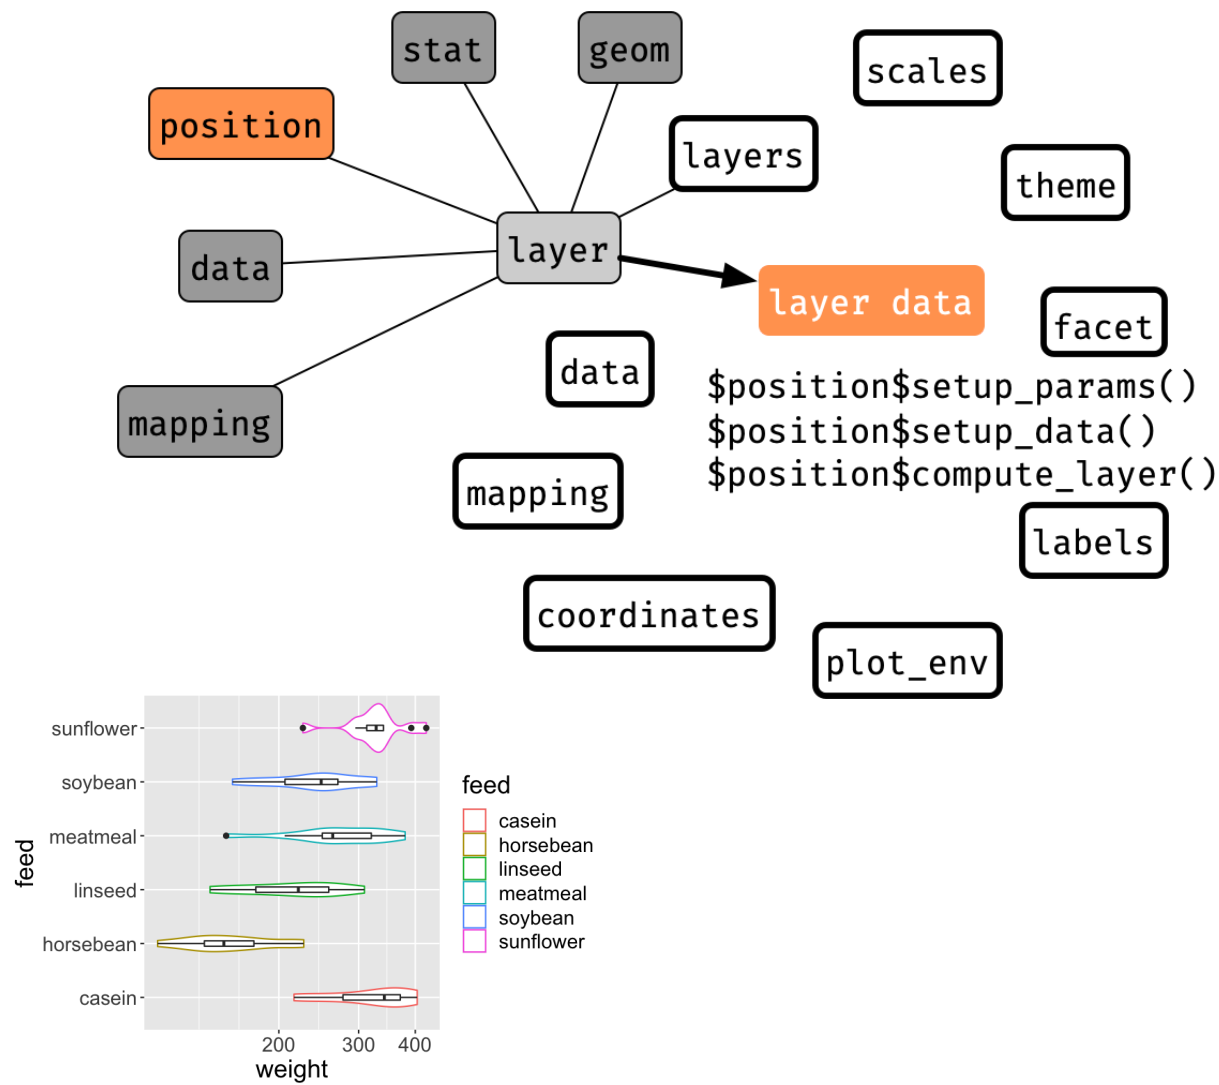 stat
geom
scales
position
layers
theme
layer
data
layer data
facet
data
$position$setup_params()
mapping
$position$setup_data()
$position$compute_layer()
mapping
labels
coordinates
plot_env
sunflower
soybean
meatmeal
linseed
horsebean
casein
feed
200 300 400
weight
feed
casein
horsebean
linseed
meatmeal
soybean
sunflower